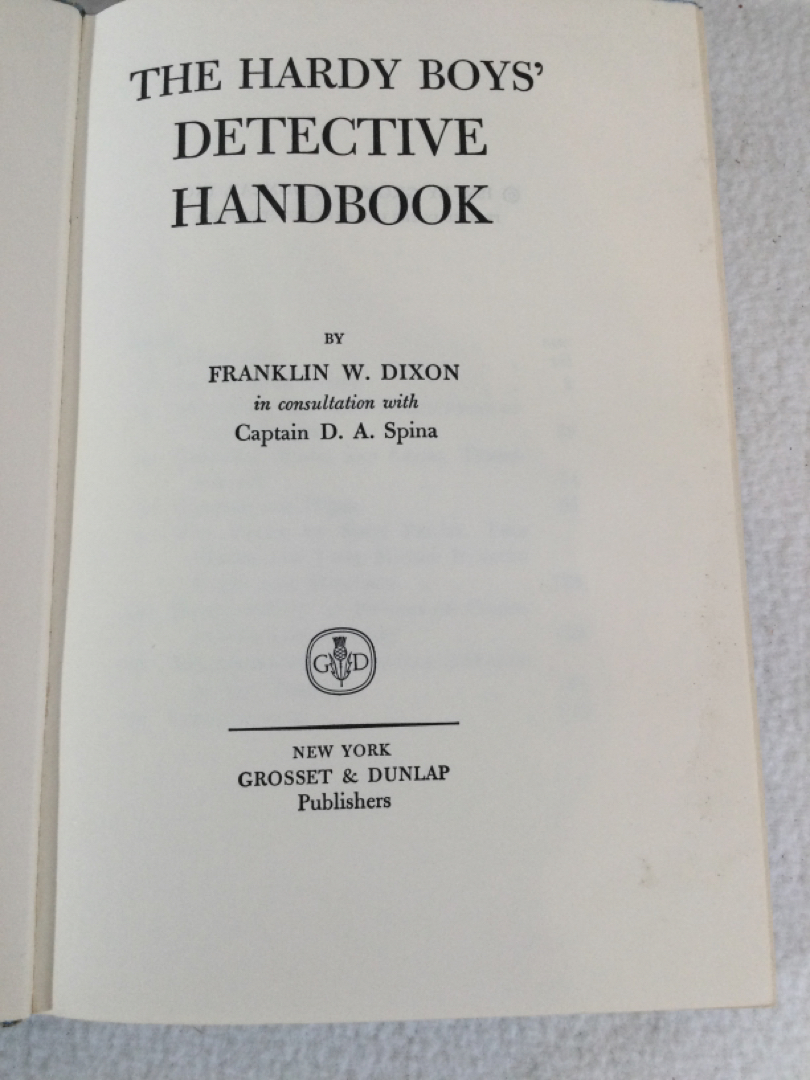 THE HARDY BOYS'
DETECTIVE
HANDBOOK
BY
FRANKLIN W. DIXON
in consultation with
Captain D. A. Spina
G D
NEW YORK
GROSSET & DUNLAP
Publishers